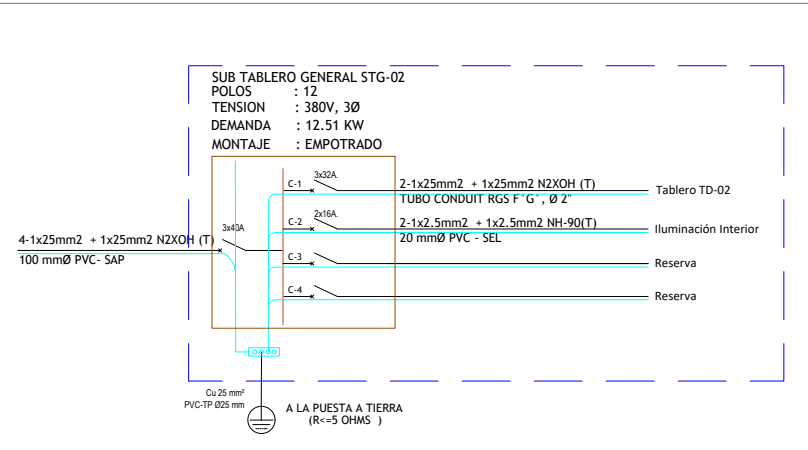 SUB TABLERO GENERAL STG-02
POLOS : 12
TENSION : 380V, 3Ø
DEMANDA : 12.51 KW
MONTAJE : EMPOTRADO
C-1 3x32A. 2-1x25mm2 + 1x25mm2 N2XOH (T) Tablero TD-02
TUBO CONDUIT RGS F°G°, Ø 2"
C-2 2x16A. 2-1x2.5mm2 + 1x2.5mm2 NH-90(T) Iluminación Interior
20 mmØ PVC - SEL
4-1x25mm2 + 1x25mm2 N2XOH (T) 3x40A
100 mmØ PVC- SAP
C-3 Reserva
C-4 Reserva
Cu 25 mm²
PVC-TP Ø25 mm
A LA PUESTA A TIERRA
(R<=5 OHMS )